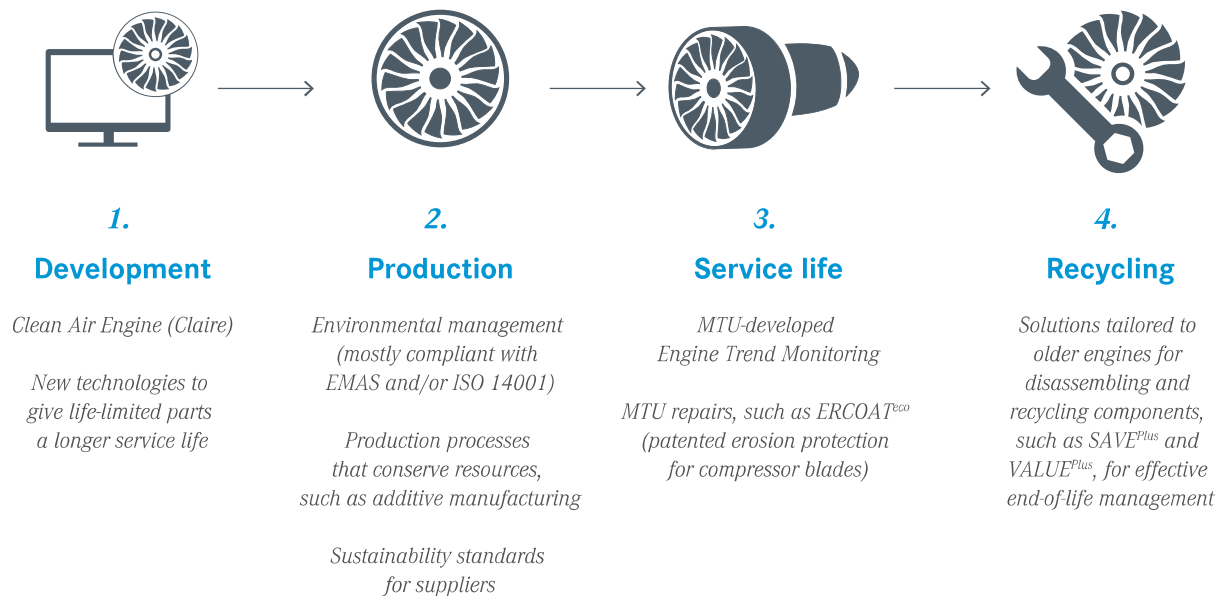 1.
Development
Clean Air Engine (Claire)
New technologies to
give life-limited parts
a longer service life
2.
Production
Environmental management
(mostly compliant with
EMAS and/or ISO 14001)
Production processes
that conserve resources,
such as additive manufacturing
Sustainability standards
for suppliers
3.
Service life
MTU-developed
Engine Trend Monitoring
MTU repairs, such as ERCOATeco
(patented erosion protection
for compressor blades)
4.
Recycling
Solutions tailored to
older engines for
disassembling and
recycling components,
such as SAVEPlus and
VALUEPlus, for effective
end-of-life management